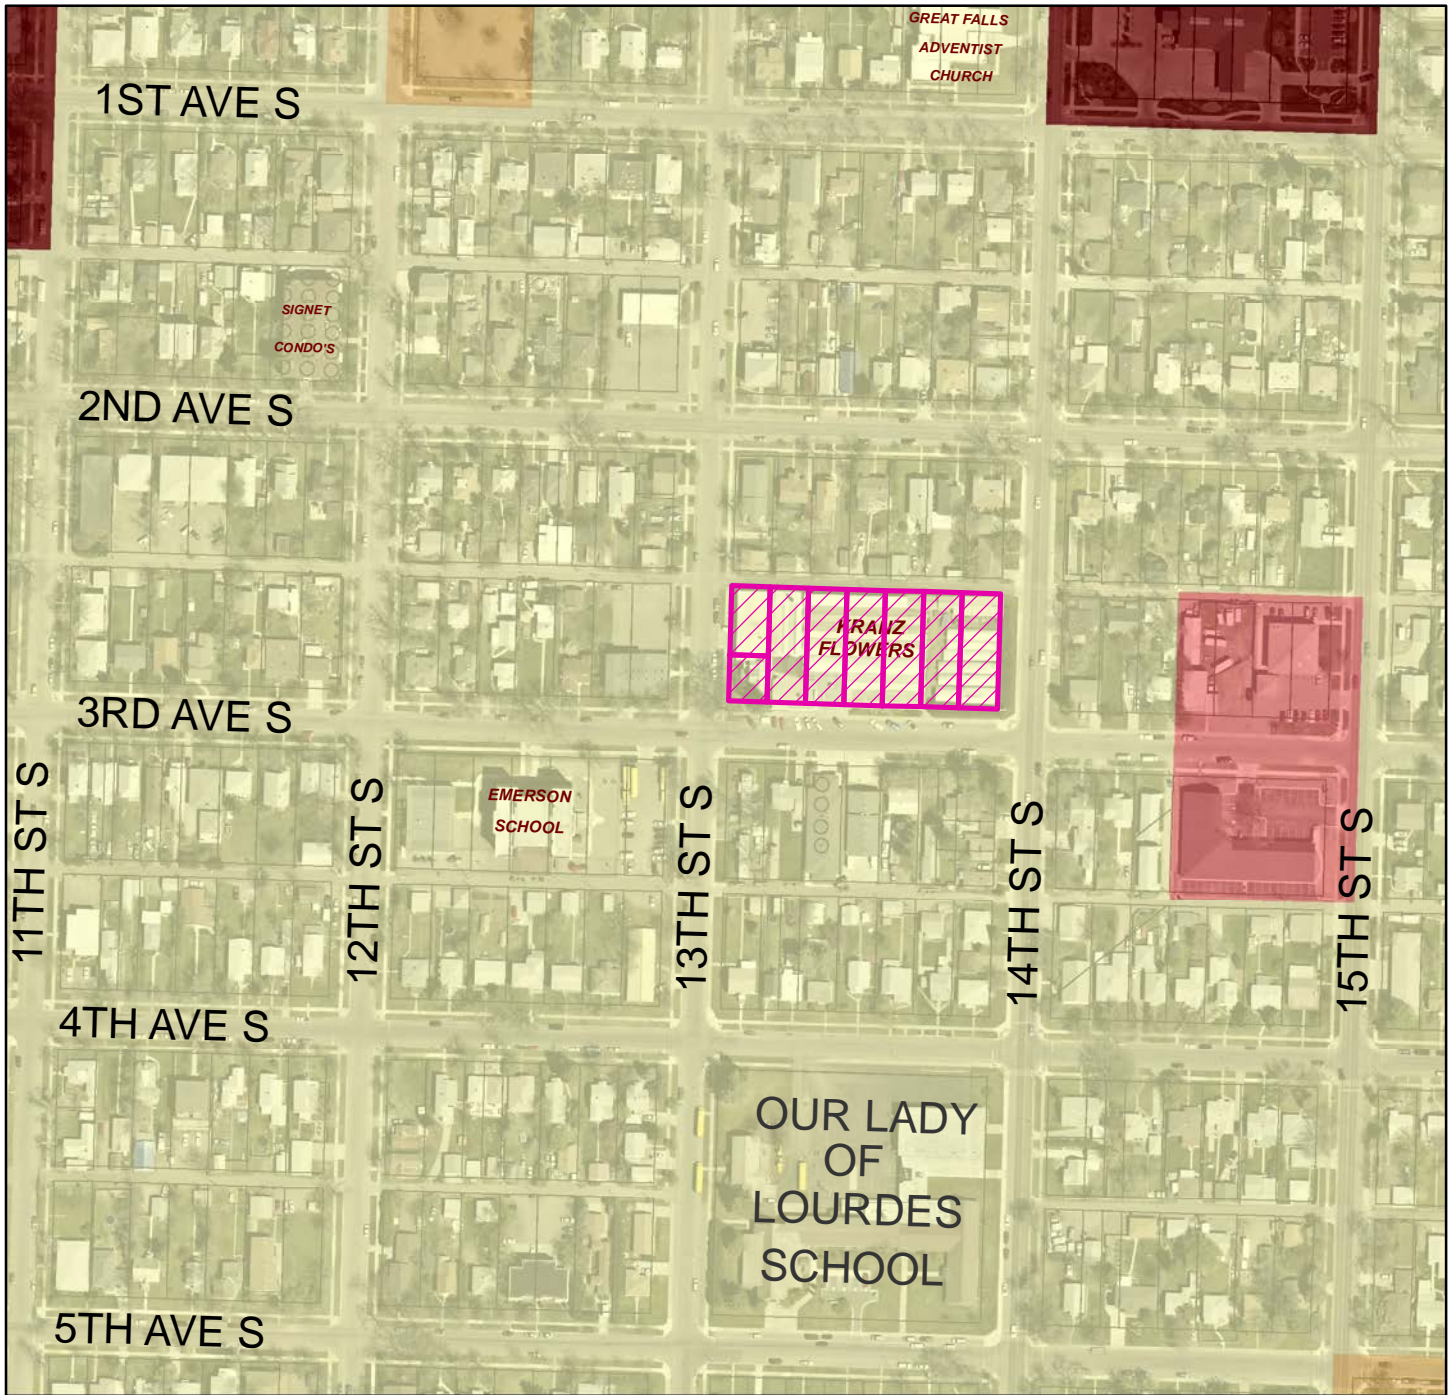 GREAT FALLS
ADVENTIST
CHURCH
1ST AVE S
SIGNET
CONDO'S
2ND AVE S
KRANZ
FLOWERS
3RD AVE S
11TH ST S
12TH ST S
EMERSON
SCHOOL
13TH ST S
14TH ST S
15TH ST S
4TH AVE S
OUR LADY
OF
LOURDES
SCHOOL
5TH AVE S